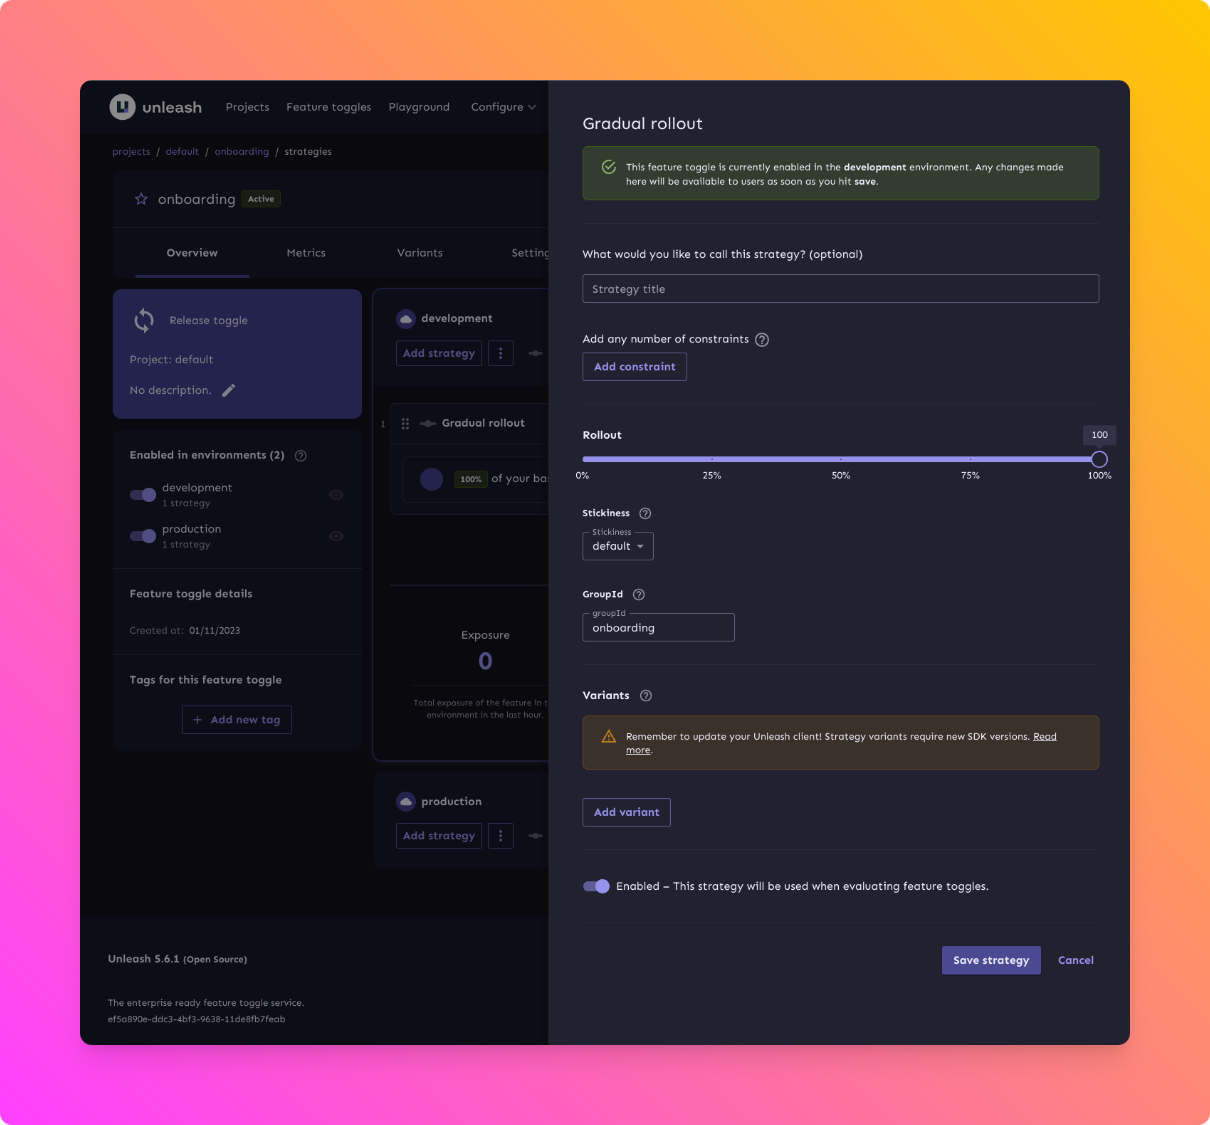 unleash
Projects
Feature toggles
Playground
Configure
projects / default / onboarding / strategies
onboarding Active
Overview
Metrics
Variants
Setting
Release toggle
Project: default
No description.
Enabled in environments (2)
development
1 strategy
production
1 strategy
Feature toggle details
Created at: 01/11/2023
Tags for this feature toggle
+ Add new tag
development
Add strategy
1
Gradual rollout
100% of your bas
Exposure
0
Total exposure of the feature in t
environment in the last hour.
production
Add strategy
Unleash 5.6.1 (Open Source)
The enterprise ready feature toggle service.
ef5a890e-ddc3-4bf3-9638-11de8fb7feab
Gradual rollout
This feature toggle is currently enabled in the development environment. Any changes made
here will be available to users as soon as you hit save.
What would you like to call this strategy? (optional)
Strategy title
Add any number of constraints
Add constraint
Rollout
100
0%
25%
50%
75%
100%
Stickiness
Stickiness
default
GroupId
groupId
onboarding
Variants
Remember to update your Unleash client! Strategy variants require new SDK versions. Read
more.
Add variant
Enabled – This strategy will be used when evaluating feature toggles.
Save strategy
Cancel